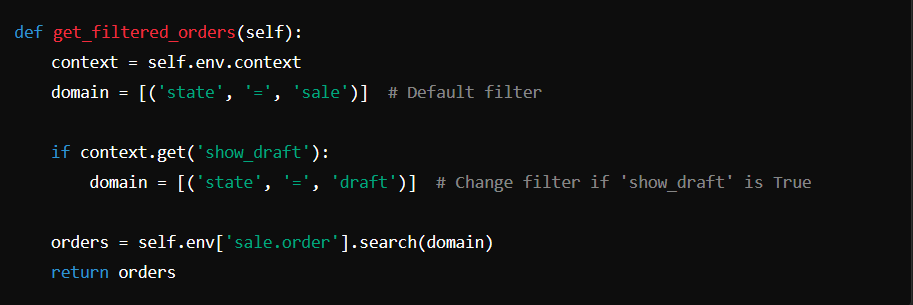 def get_filtered_orders(self):
    context = self.env.context
    domain = [('state', '=', 'sale')]  # Default filter

    if context.get('show_draft'):
        domain = [('state', '=', 'draft')]  # Change filter if 'show_draft' is True

    orders = self.env['sale.order'].search(domain)
    return orders